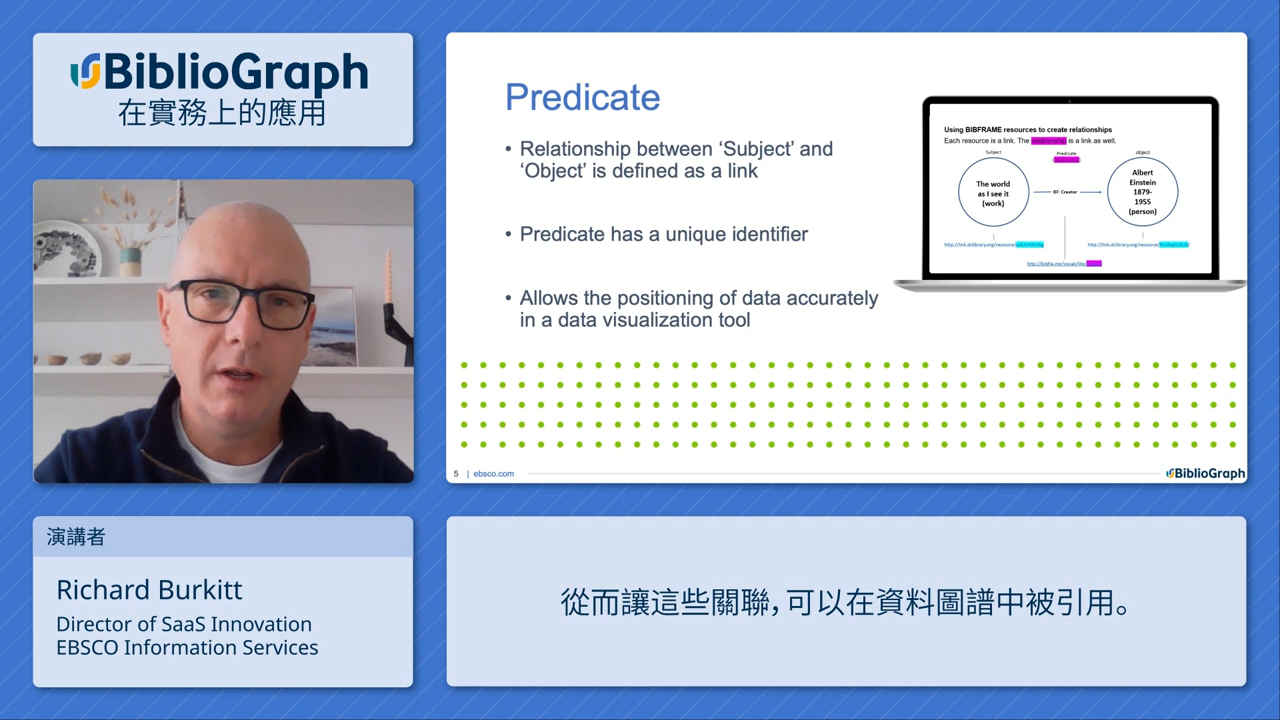 BiblioGraph
在實務上的應用
Predicate
• Relationship between ‘Subject’ and
‘Object’ is defined as a link
• Predicate has a unique identifier
• Allows the positioning of data accurately
in a data visualization tool
Using BIBFRAME resources to create relationships
Each resource is a link. The relationship is a link as well.
Subject
Predicate
object
The world
as I see it
(work)
BF: Creator
Albert
Einstein
1879-
1955
(person)
5 | ebsco.com
BiblioGraph
演講者
Richard Burkitt
Director of SaaS Innovation
EBSCO Information Services
從而讓這些關聯，可以在資料圖譜中被引用。